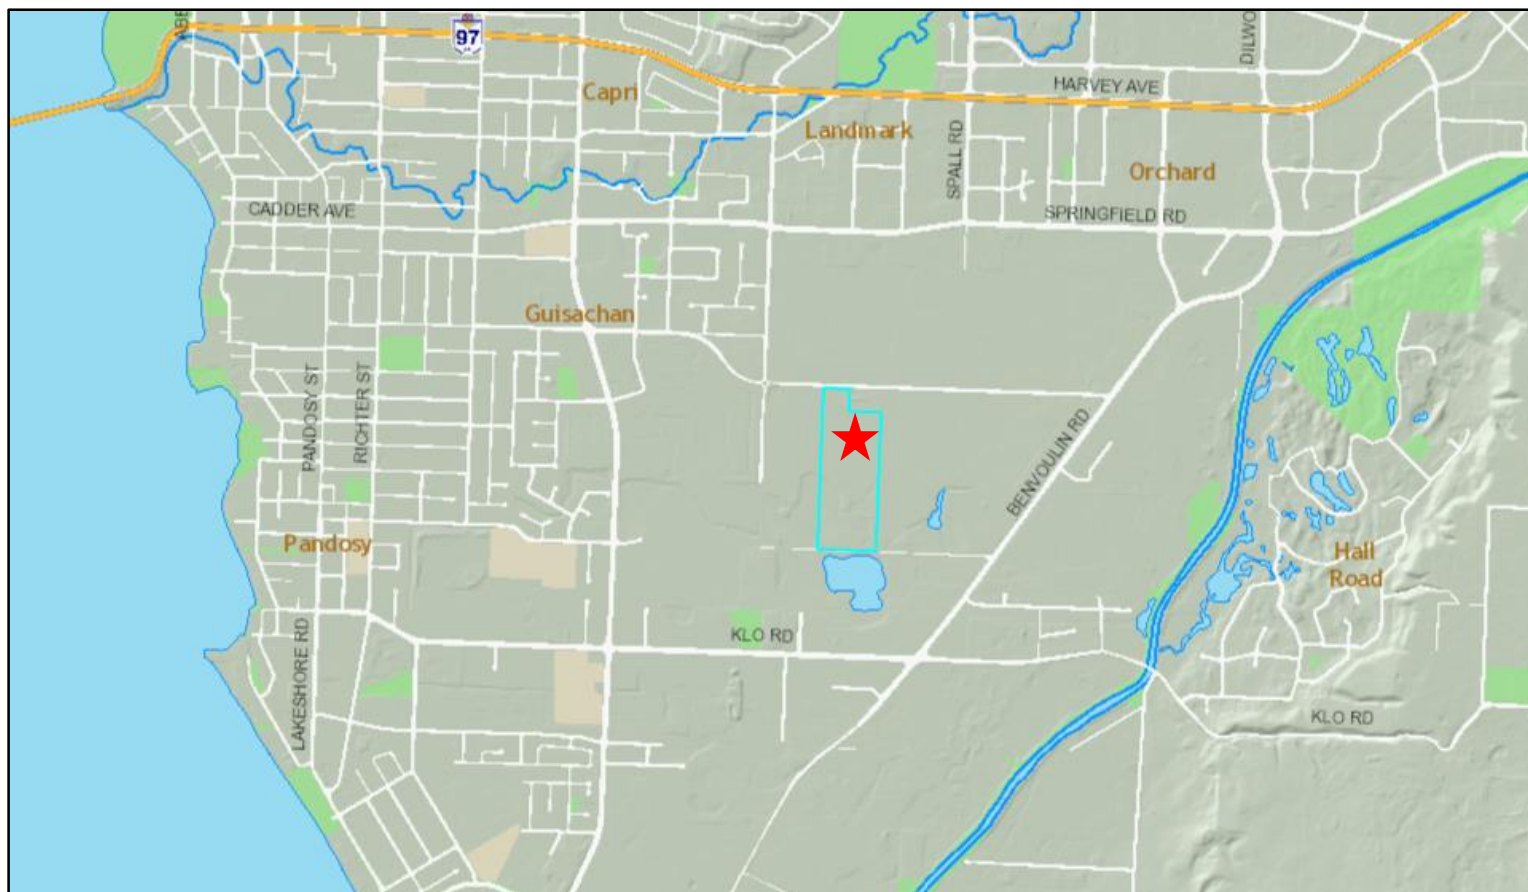 97
DILWO
Capri
HARVEY AVE
Landmark
SPALL RD
Orchard
CADDER AVE
SPRINGFIELD RD
Guisachan
PANDOSY ST
RICHTER ST
BENVOULIN RD
Pandosy
Hall
Road
LAKESHORE RD
KLO RD
KLO RD